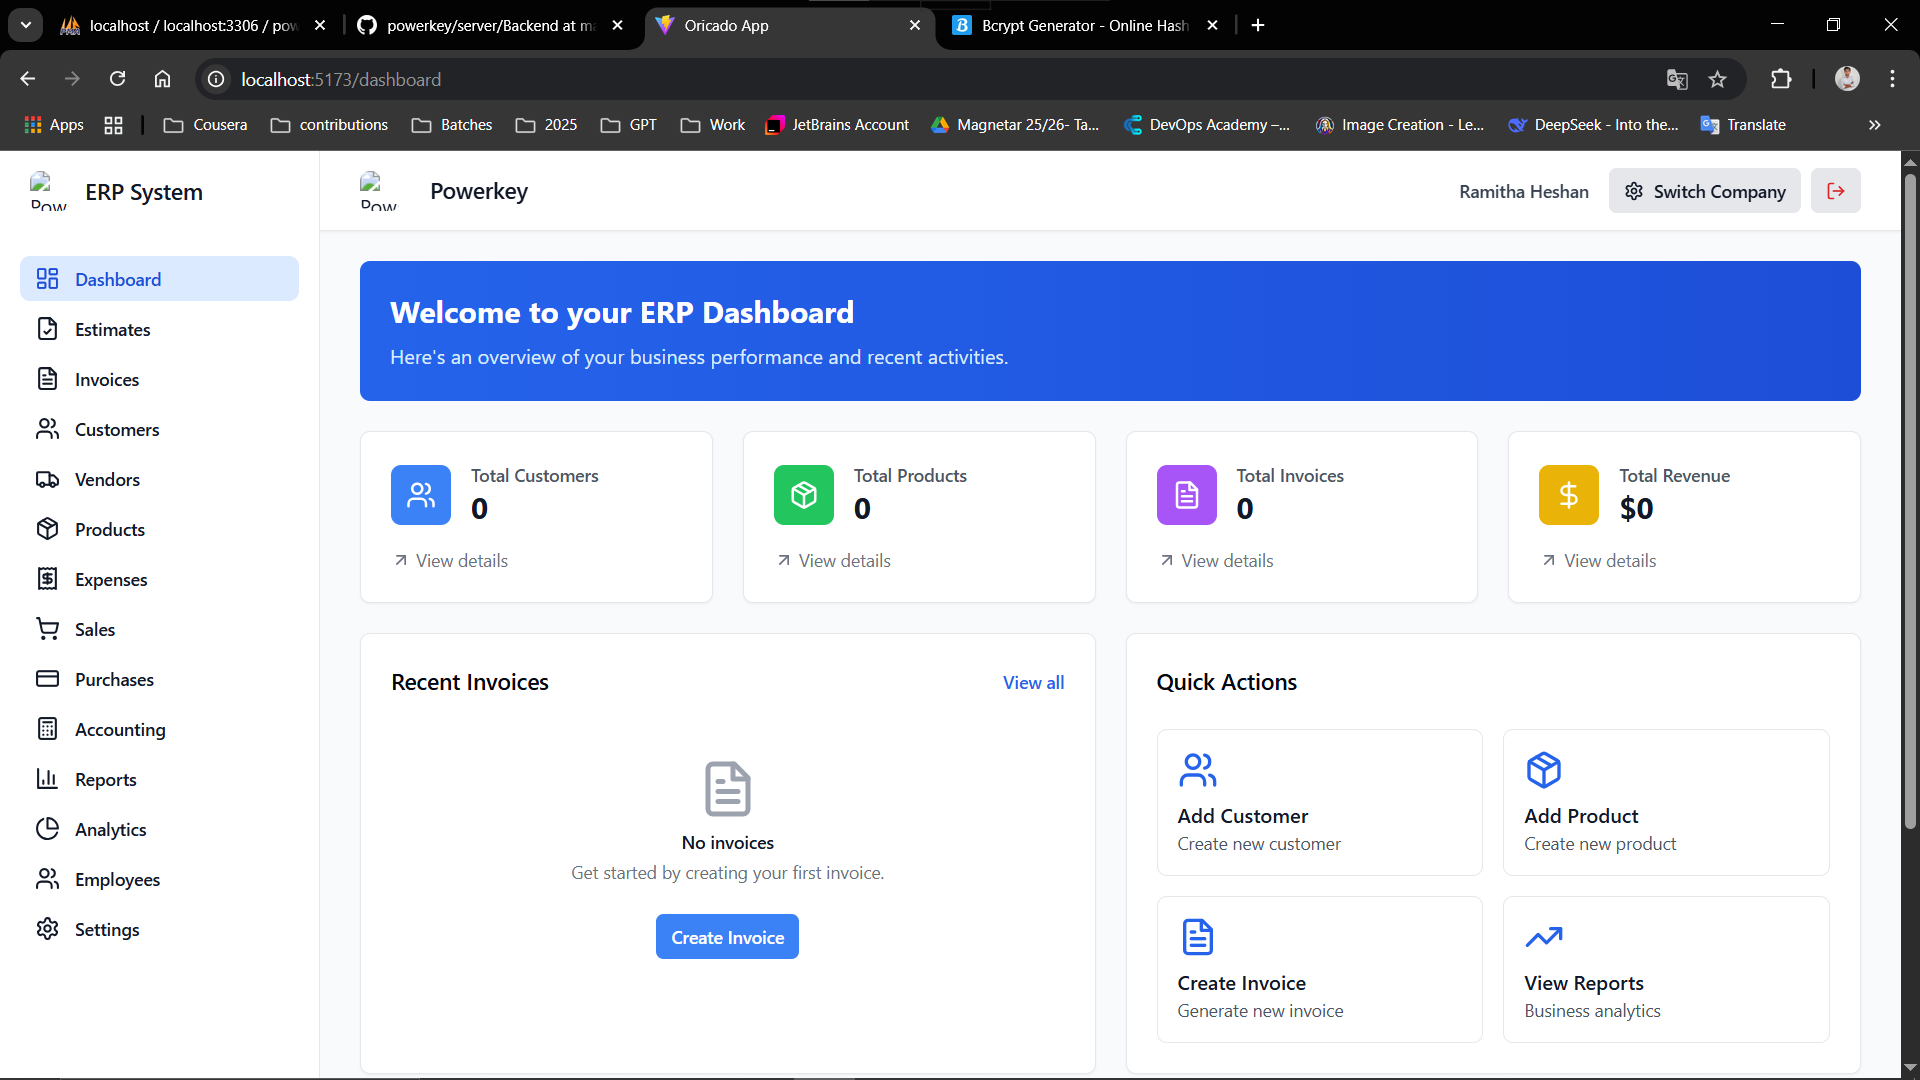 localhost / localhost:3306 / pow
powerkey/server/Backend at ma
Oricado App
Bcrypt Generator - Online Hash
localhost:5173/dashboard
Apps
Cousera
contributions
Batches
2025
GPT
Work
JetBrains Account
Magnetar 25/26- Ta...
DevOps Academy –...
Image Creation - Le...
DeepSeek - Into the...
Translate
Pow
ERP System
Pow
Powerkey
Ramitha Heshan
Switch Company
Dashboard
Estimates
Invoices
Customers
Vendors
Products
Expenses
Sales
Purchases
Accounting
Reports
Analytics
Employees
Settings
Welcome to your ERP Dashboard
Here's an overview of your business performance and recent activities.
Total Customers
0
View details
Total Products
0
View details
Total Invoices
0
View details
Total Revenue
$0
View details
Recent Invoices
View all
No invoices
Get started by creating your first invoice.
Create Invoice
Quick Actions
Add Customer
Create new customer
Add Product
Create new product
Create Invoice
Generate new invoice
View Reports
Business analytics